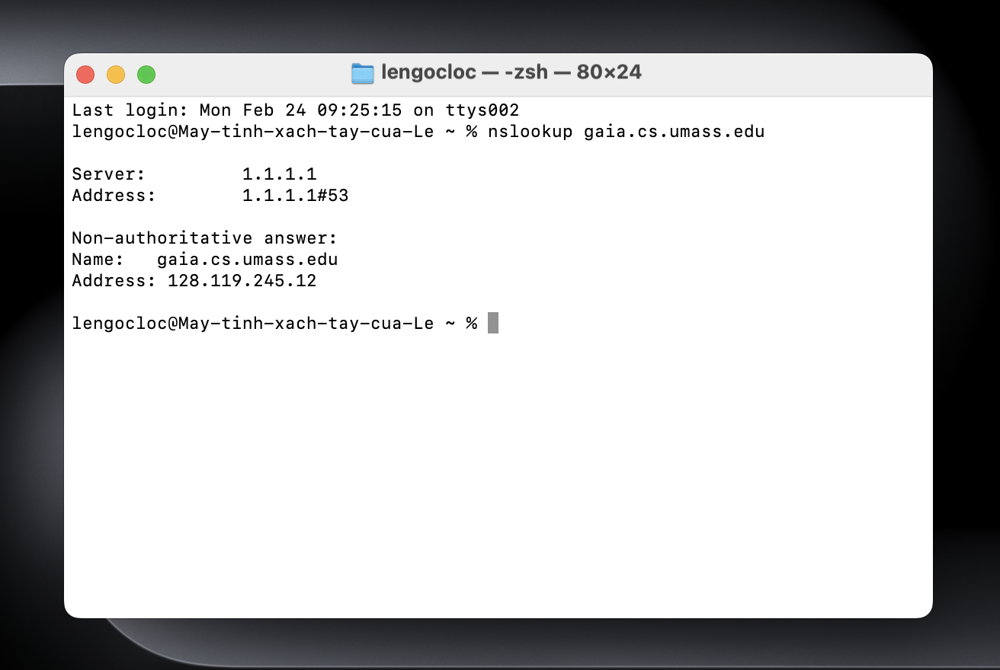 lengocloc — -zsh — 80×24
Last login: Mon Feb 24 09:25:15 on ttys002
lengocloc@May-tinh-xach-tay-cua-Le ~ % nslookup gaia.cs.umass.edu
Server: 1.1.1.1
Address: 1.1.1.1#53
Non-authoritative answer:
Name: gaia.cs.umass.edu
Address: 128.119.245.12
lengocloc@May-tinh-xach-tay-cua-Le ~ %